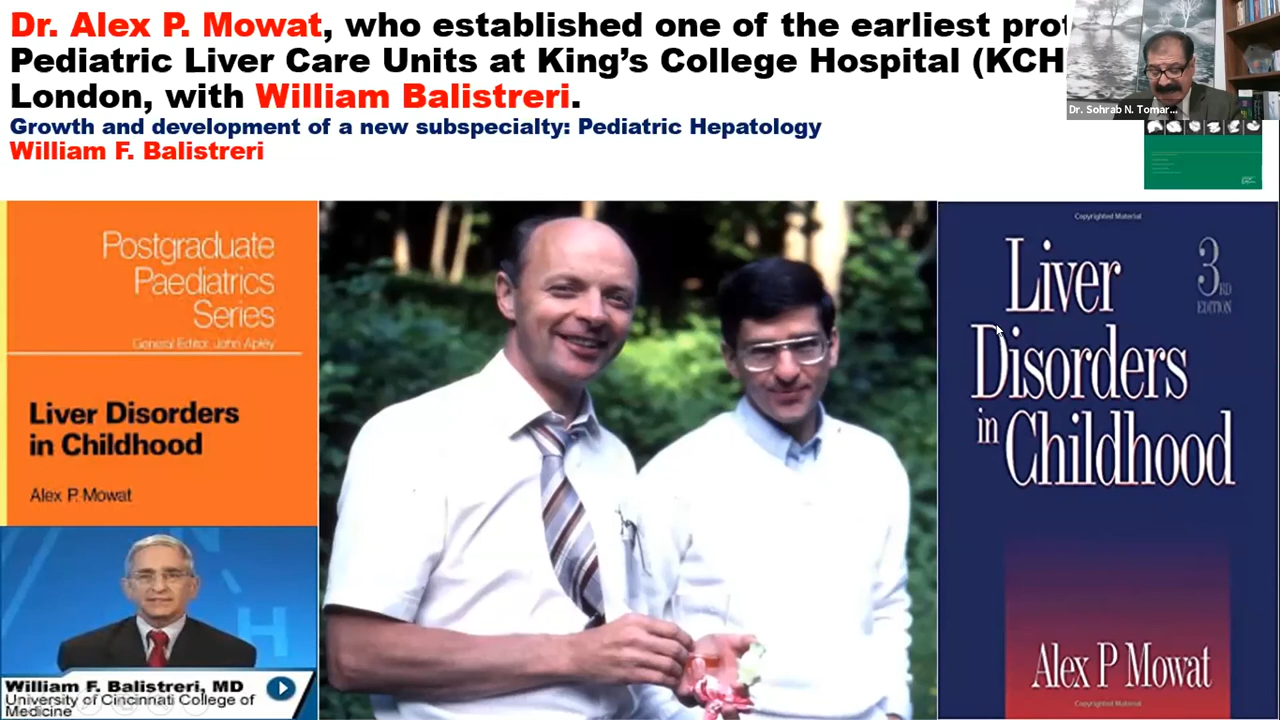 Dr. Alex P. Mowat, who established one of the earliest
Pediatric Liver Care Units at King’s College Hospital (KCH
London, with William Balistreri.
Growth and development of a new subspecialty: Pediatric Hepatology
William F. Balistreri
Dr. Sohrab N. Tomar...
Postgraduate
Paediatrics
Series
General Editor John Apley
Liver Disorders
in Childhood
Alex P. Mowat
William F. Balistreri, MD
University of Cincinnati College of
Medicine
Copyrighted Material
Liver
3RD
EDITION
Disorders
in Childhood
Alex P Mowat
Copyrighted Material